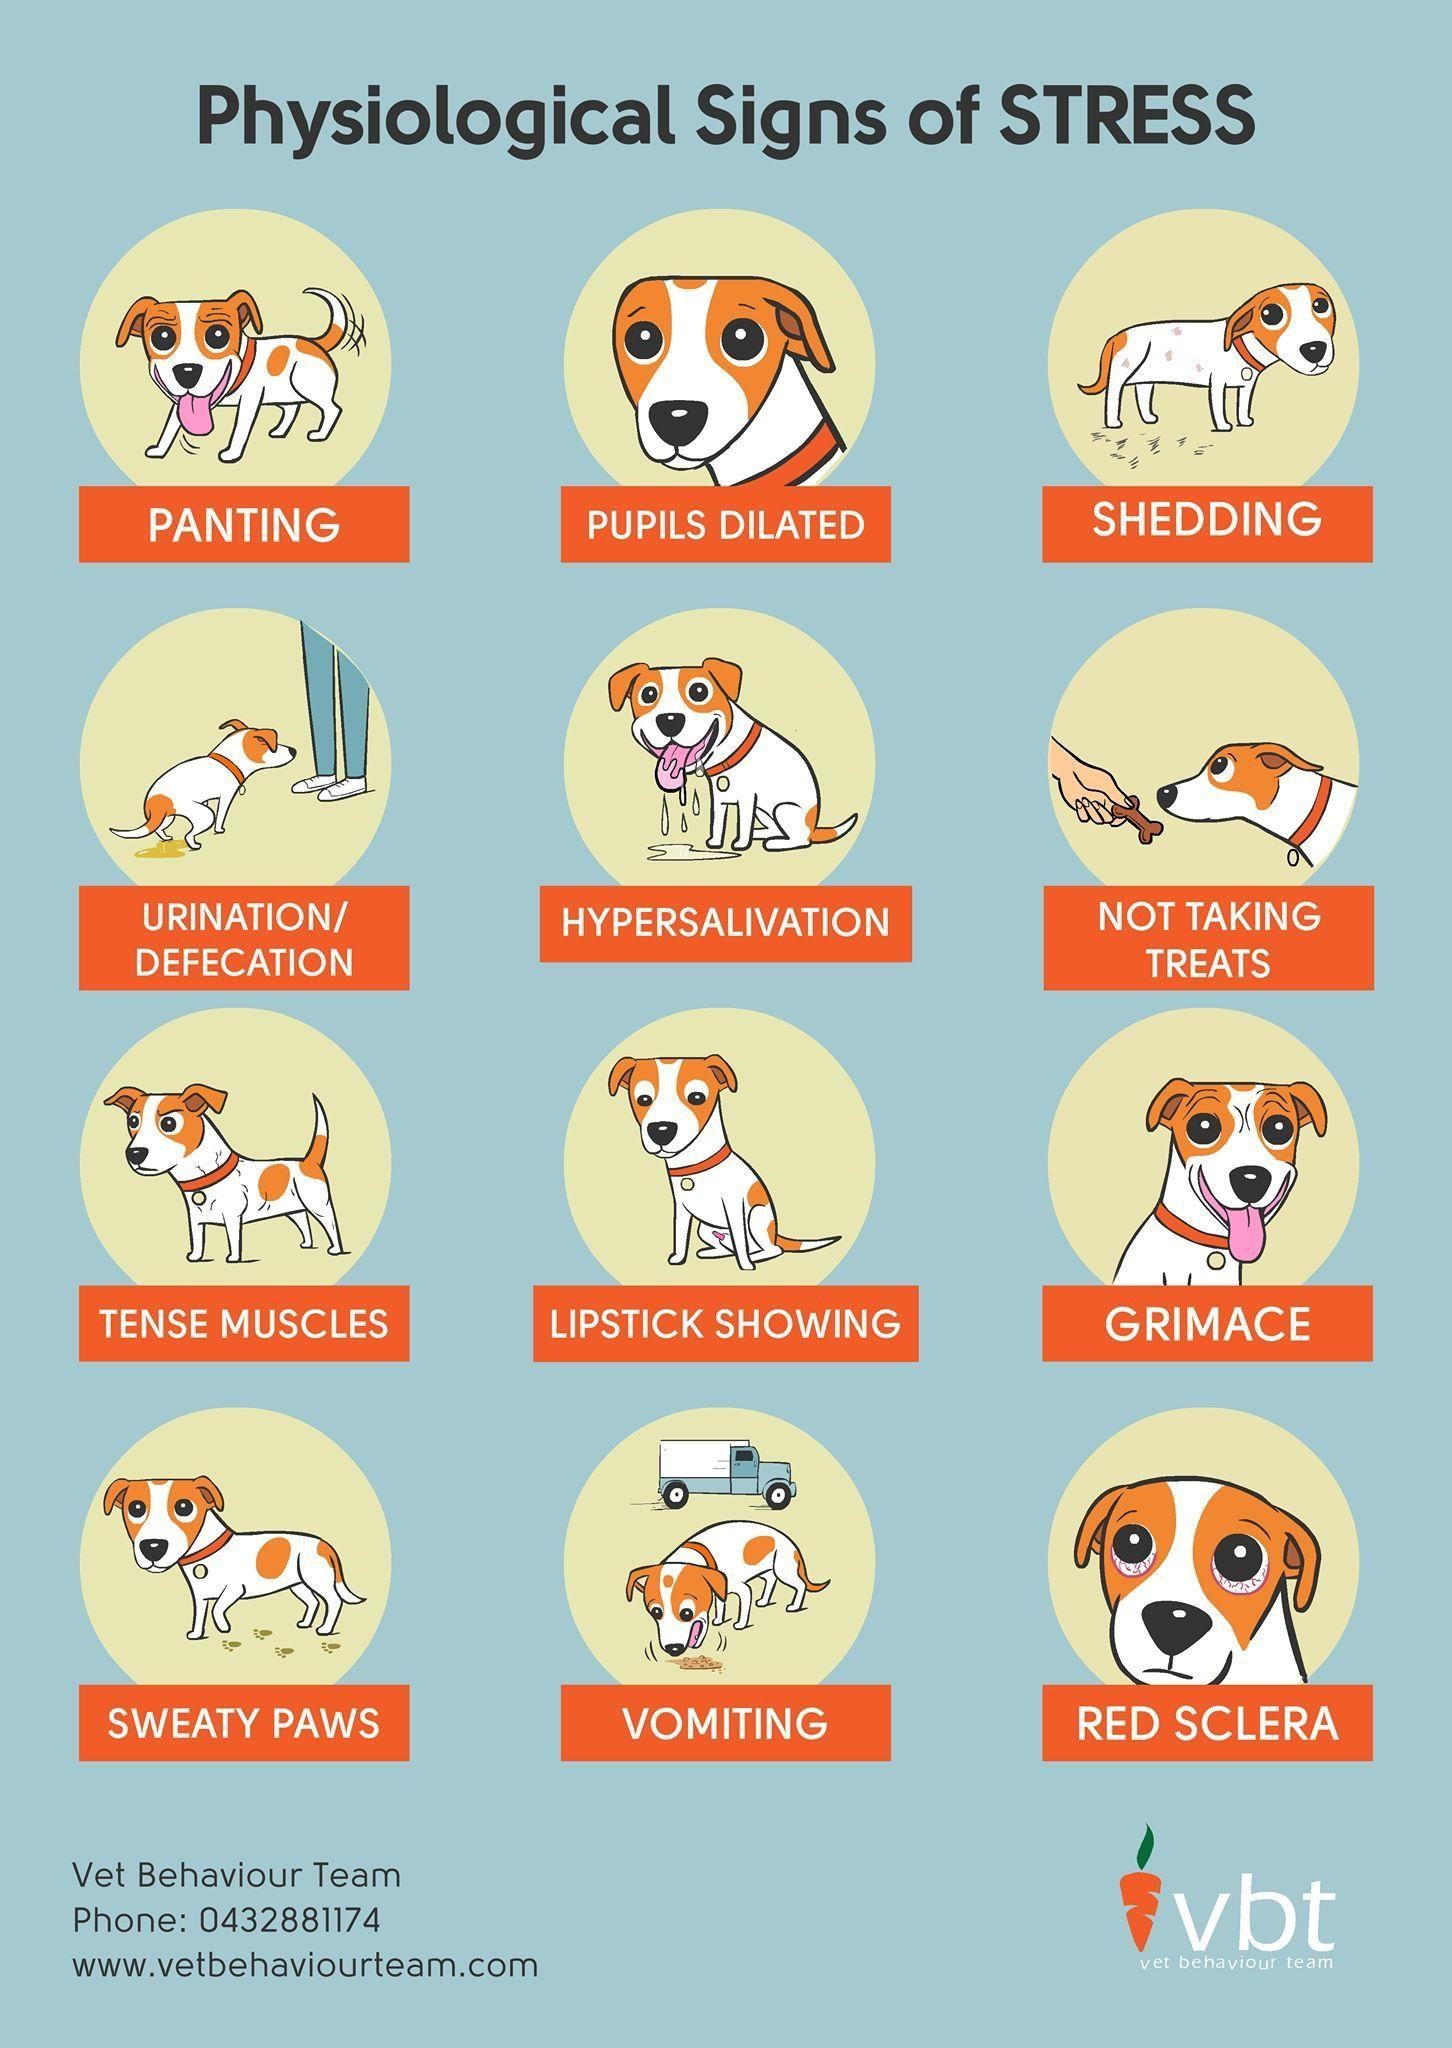 Physiological Signs of STRESS
PANTING
PUPILS DILATED
SHEDDING
URINATION/
DEFECATION
HYPERSALIVATION
NOT TAKING
TREATS
TENSE MUSCLES
LIPSTICK SHOWING
GRIMACE
SWEATY PAWS
VOMITING
RED SCLERA
Vet Behaviour Team
Phone: 0432881174
www.vetbehaviourteam.com
vbt
vet behaviour team